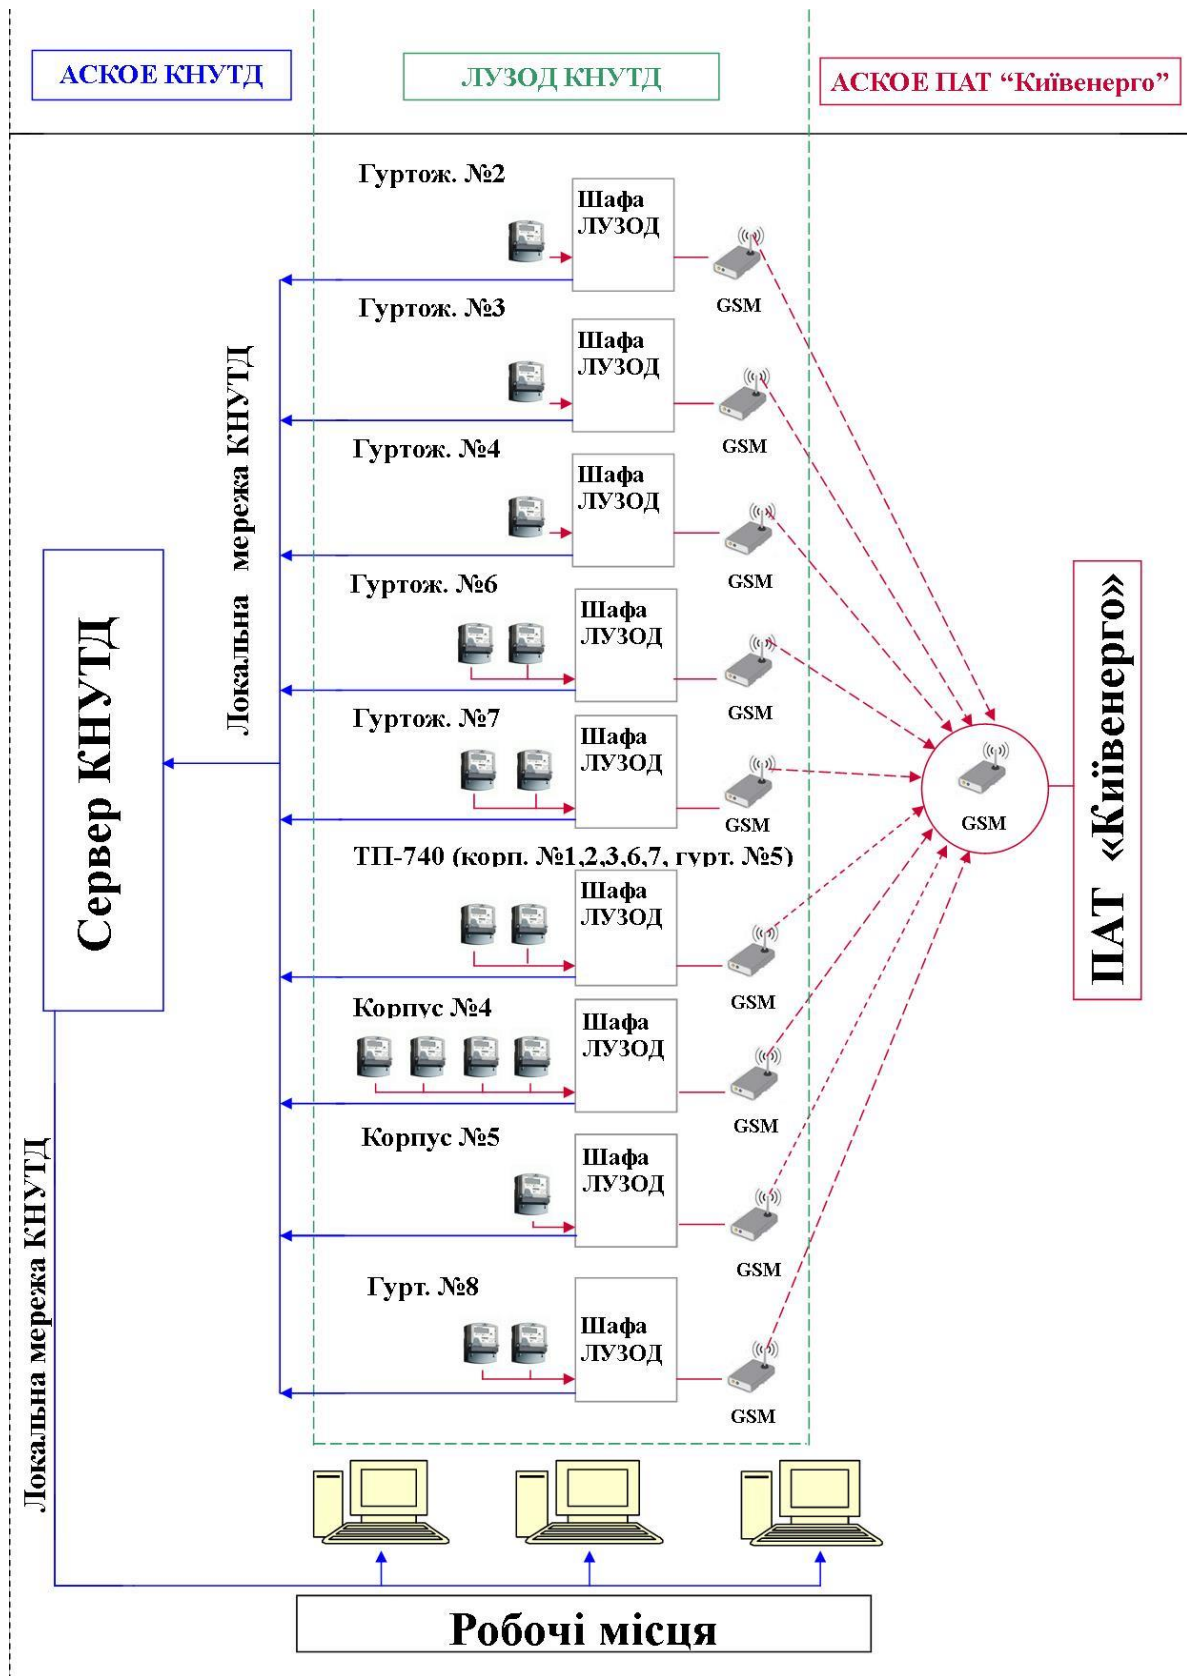 АСКОЕ КНУТД
ЛУЗОД КНУТД
АСКОЕ ПАТ “Київенерго”
Гуртож. №2
Шафа
ЛУЗОД
GSM
Гуртож. №3
Шафа
ЛУЗОД
GSM
Гуртож. №4
Шафа
ЛУЗОД
GSM
Гуртож. №6
Шафа
ЛУЗОД
GSM
Гуртож. №7
Шафа
ЛУЗОД
GSM
ТП-740 (корп. №1,2,3,6,7, гурт. №5)
Шафа
ЛУЗОД
GSM
Корпус №4
Шафа
ЛУЗОД
GSM
Корпус №5
Шафа
ЛУЗОД
GSM
Гурт. №8
Шафа
ЛУЗОД
GSM
Локальна мережа КНУТД
Сервер КНУТД
Локальна мережа КНУТД
GSM
ПАТ «Київенерго»
Робочі місця